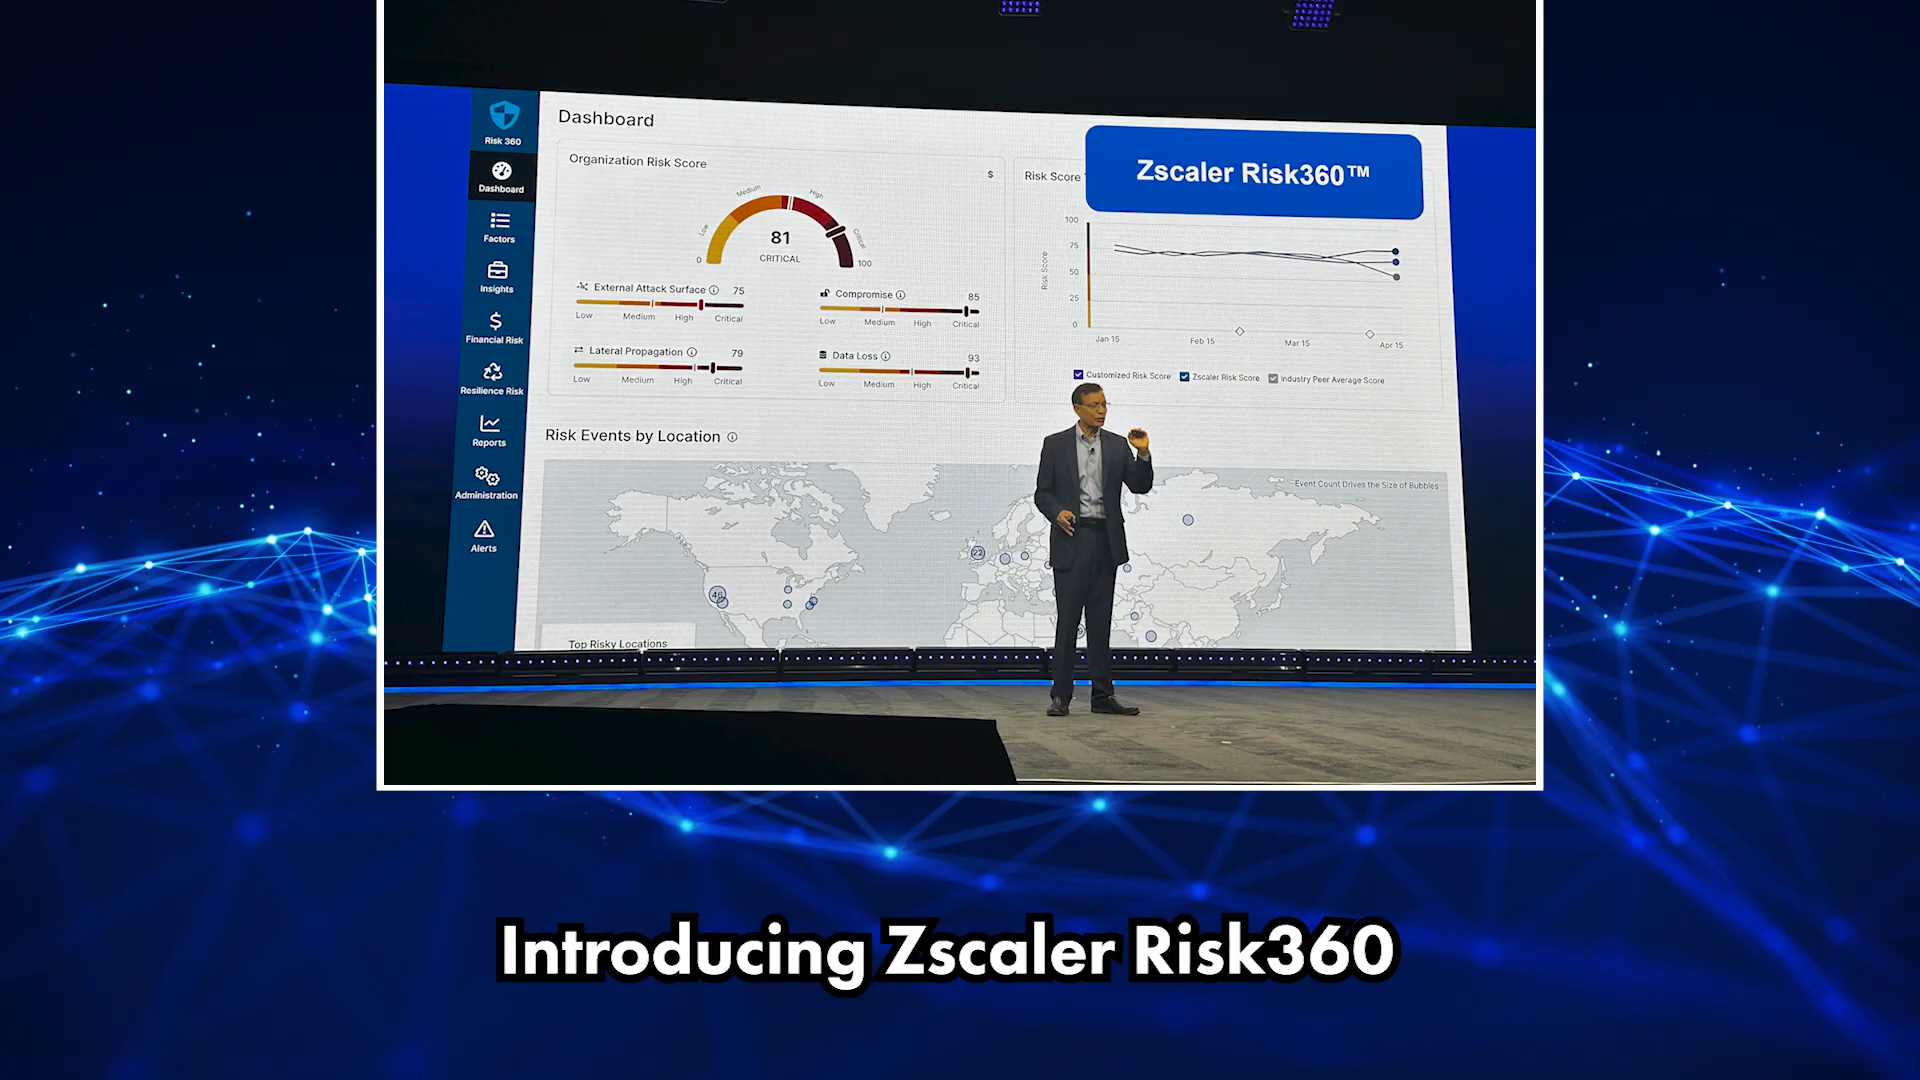 Risk 360
Dashboard
Factors
Insights
Financial Risk
Resilience Risk
Reports
Administration
Alerts
Dashboard
Organization Risk Score
$
Low
Medium
High
Critical
0
81
CRITICAL
100
External Attack Surface
75
Low Medium High Critical
Compromise
85
Low Medium High Critical
Lateral Propagation
79
Low Medium High Critical
Data Loss
93
Low Medium High Critical
Risk Score
Zscaler Risk360™
Risk Score
100
75
50
25
0
Jan 15 Feb 15 Mar 15 Apr 15
Customized Risk Score Zscaler Risk Score Industry Peer Average Score
Risk Events by Location
Event Count Drives the Size of Bubbles
46
22
Top Risky Locations
Introducing Zscaler Risk360